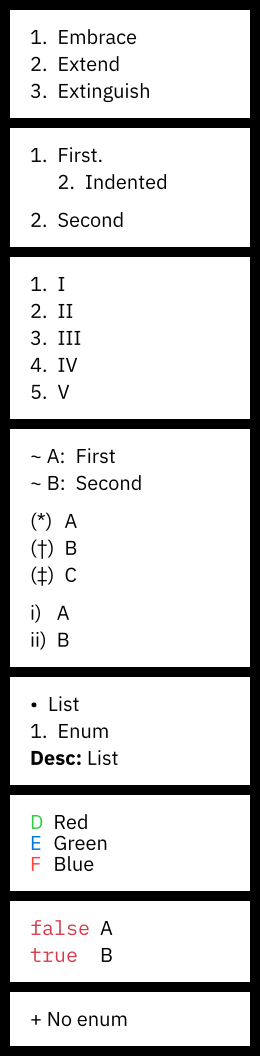 1. Embrace
2. Extend
3. Extinguish
1. First.
2. Indented
2. Second
1. I
2. II
3. III
4. IV
5. V
~ A: First
~ B: Second
(*) A
(†) B
(‡) C
i) A
ii) B
• List
1. Enum
Desc: List
D Red
E Green
F Blue
false A
true B
+ No enum